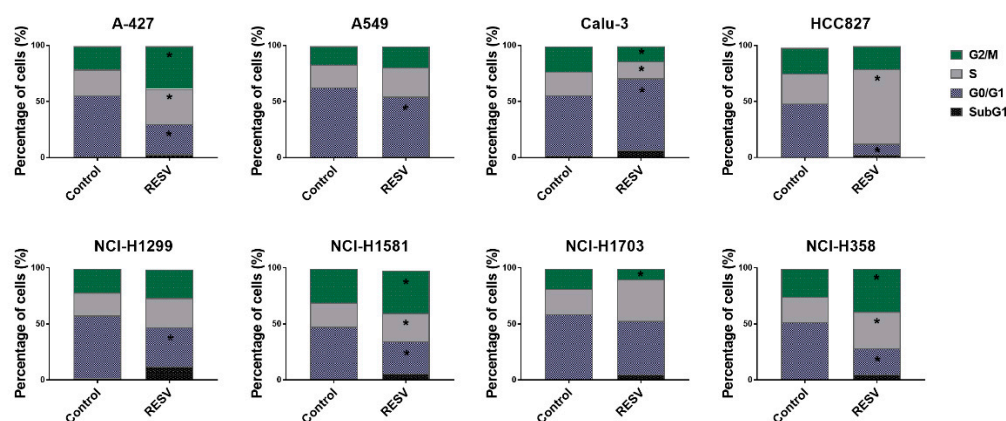 A-427
A549
Calu-3
HCC827
Percentage of cells (%)
100
50
0
Control
RESV
*
*
*
Percentage of cells (%)
100
50
0
Control
RESV
*
Percentage of cells (%)
100
50
0
Control
RESV
*
*
*
Percentage of cells (%)
100
50
0
Control
RESV
*
*
G2/M
S
G0/G1
SubG1
NCI-H1299
NCI-H1581
NCI-H1703
NCI-H358
Percentage of cells (%)
100
50
0
Control
RESV
*
Percentage of cells (%)
100
50
0
Control
RESV
*
*
*
Percentage of cells (%)
100
50
0
Control
RESV
*
Percentage of cells (%)
100
50
0
Control
RESV
*
*
*